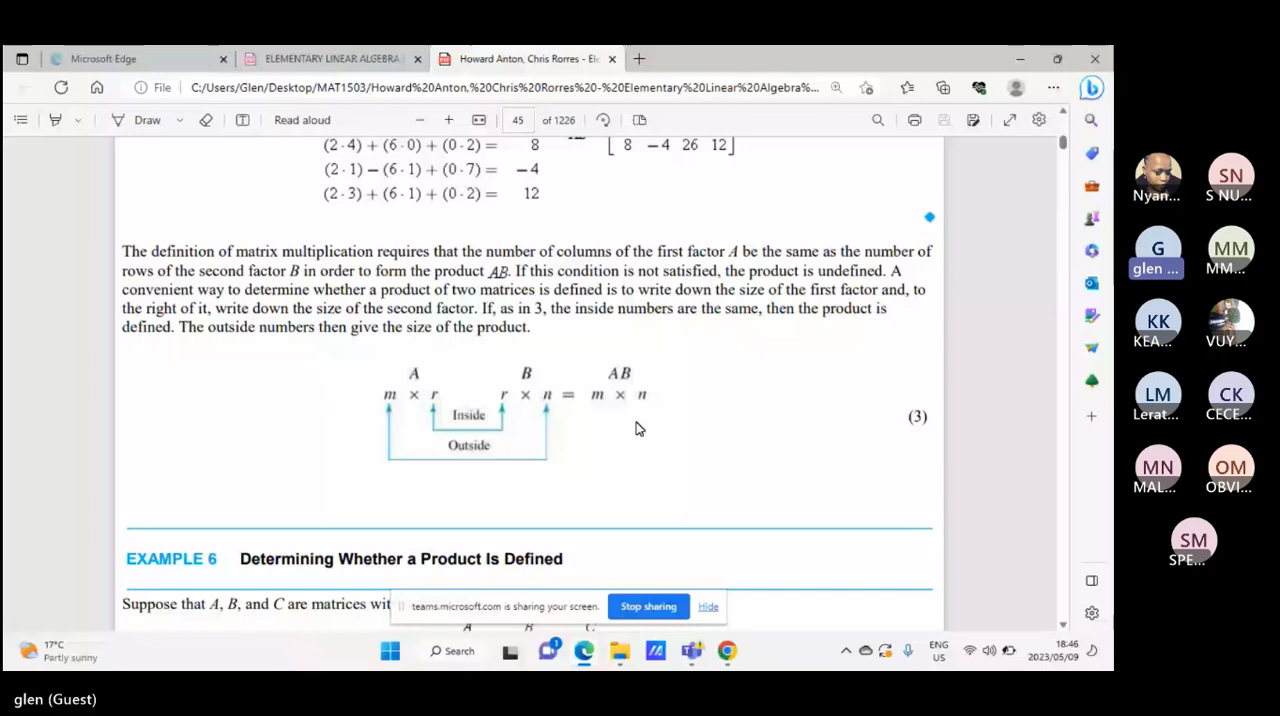 Microsoft Edge
ELEMENTARY LINEAR ALGEBRA
Howard Anton, Chris Rorres - Ele
File
C:/Users/Glen/Desktop/MAT1503/Howard%20Anton,%20Chris%20Rorres%20-%20Elementary%20Linear%20Algebra%...
Draw
Read aloud
45 of 1226
(2·4) + (6·0) + (0·2) = 8
[ 8 −4 26 12 ]
(2·1) − (6·1) + (0·7) = −4
(2·3) + (6·1) + (0·2) = 12
The definition of matrix multiplication requires that the number of columns of the first factor A be the same as the number of
rows of the second factor B in order to form the product AB. If this condition is not satisfied, the product is undefined. A
convenient way to determine whether a product of two matrices is defined is to write down the size of the first factor and, to
the right of it, write down the size of the second factor. If, as in 3, the inside numbers are the same, then the product is
defined. The outside numbers then give the size of the product.
A B AB
m × r r × n = m × n
Inside
(3)
Outside
EXAMPLE 6 Determining Whether a Product Is Defined
Suppose that A, B, and C are matrices wit
teams.microsoft.com is sharing your screen.
Stop sharing
Hide
17°C
Partly sunny
Search
1
ENG
US
18:46
2023/05/09
Nyan...
SN
S NU...
G
glen ...
MM
MM...
KK
KEA...
VUY...
LM
Lerat...
CK
CECE...
MN
MAL...
OM
OBVI...
SM
SPE...
glen (Guest)